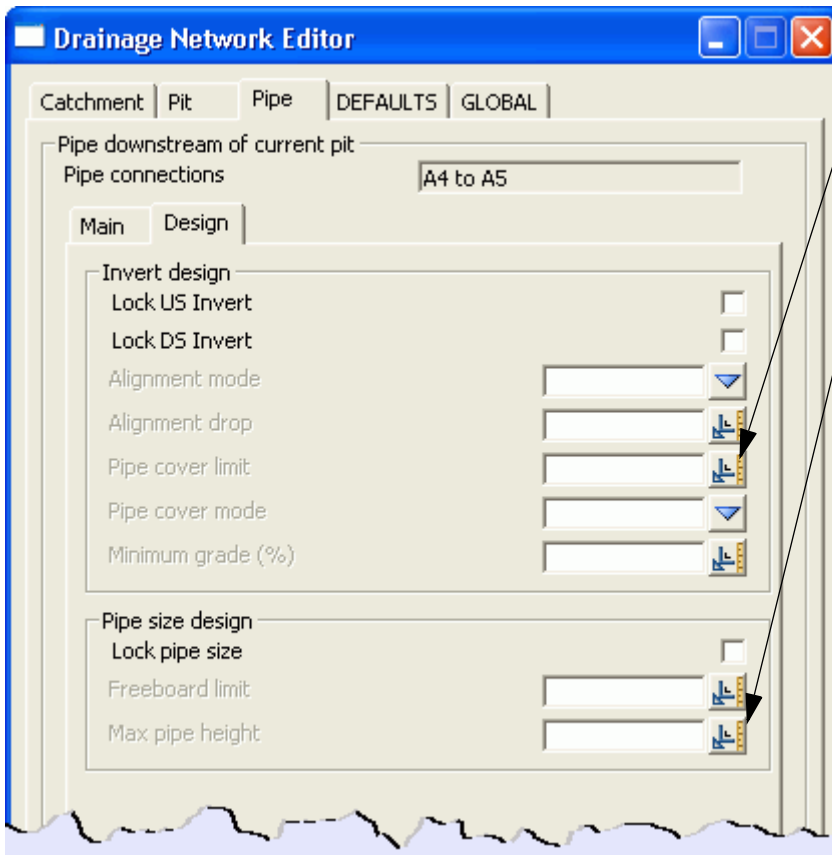 Drainage Network Editor
Catchment Pit Pipe DEFAULTS GLOBAL
Pipe downstream of current pit
Pipe connections A4 to A5
Main Design
Invert design
Lock US Invert
Lock DS Invert
Alignment mode
Alignment drop
Pipe cover limit
Pipe cover mode
Minimum grade (%)
Pipe size design
Lock pipe size
Freeboard limit
Max pipe height